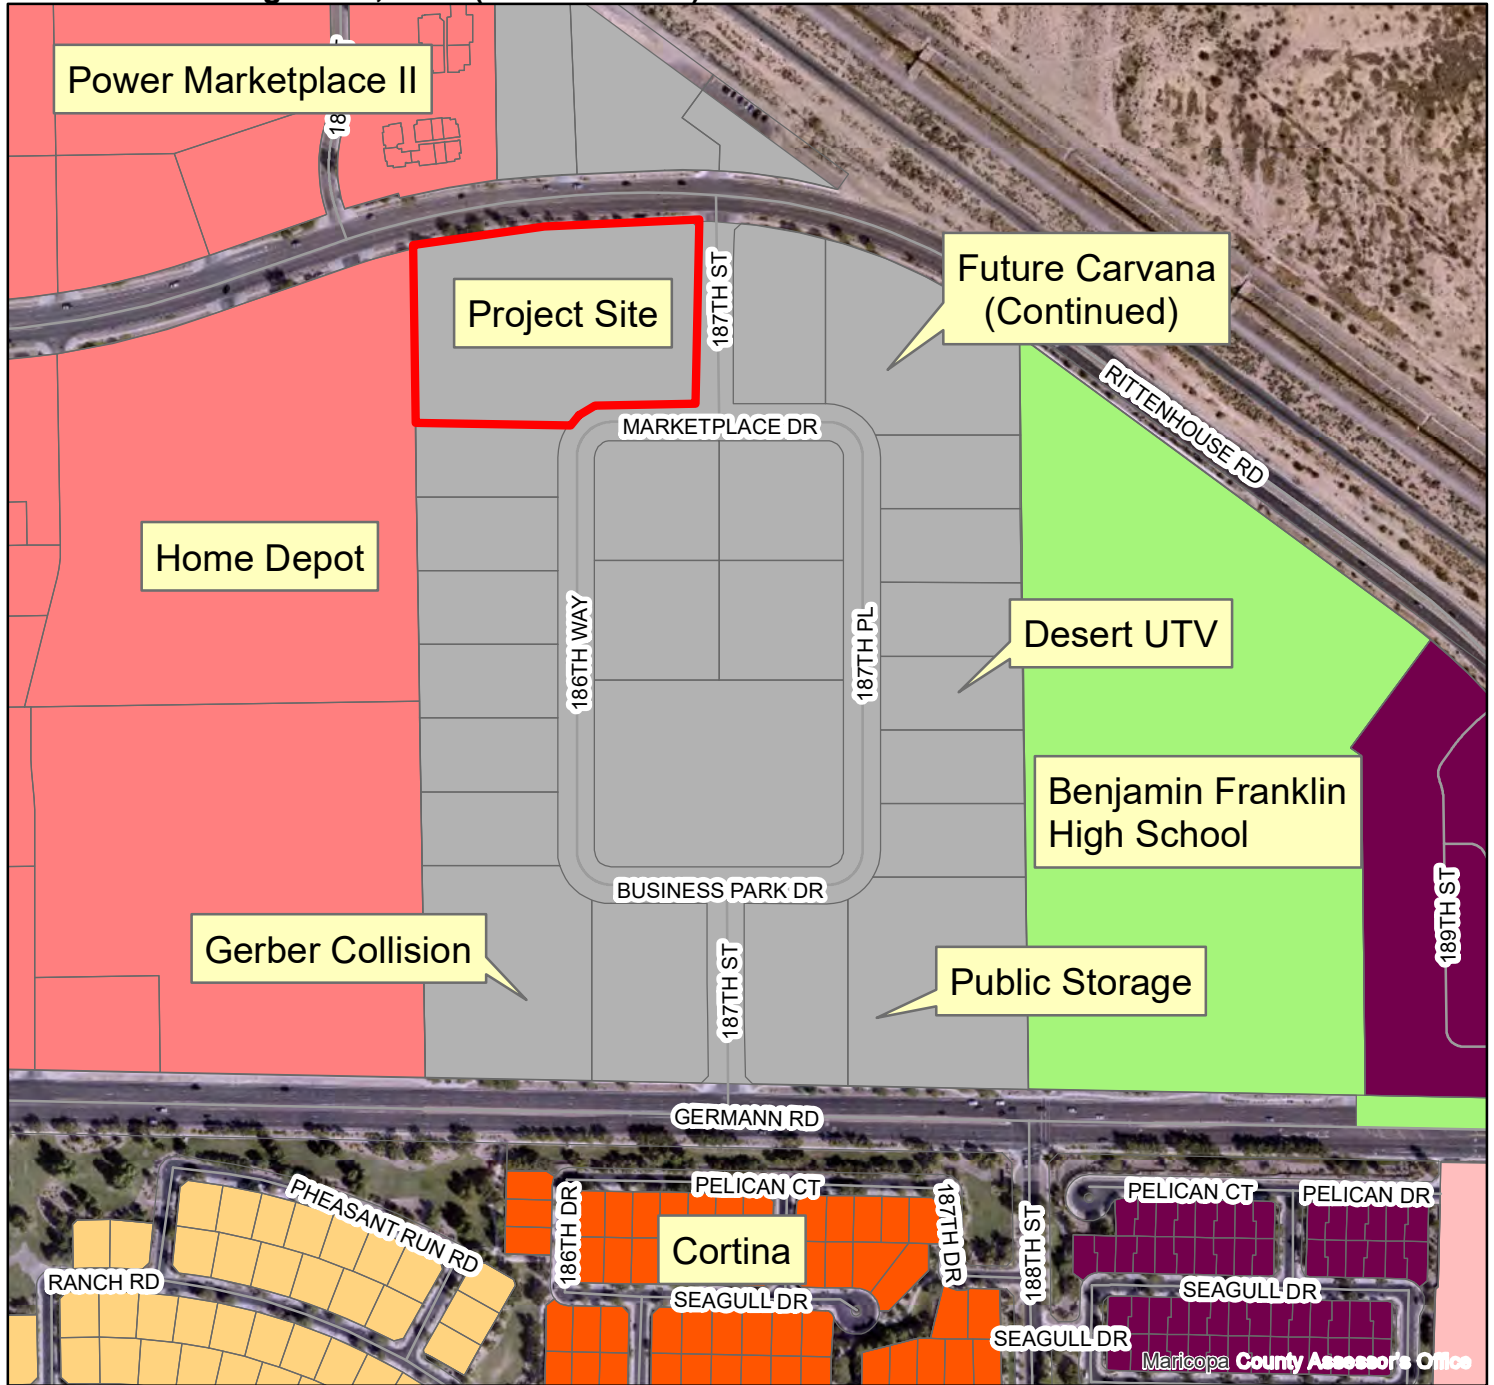 Power Marketplace II
18
Project Site
187TH ST
Future Carvana
(Continued)
RITTENHOUSE RD
MARKETPLACE DR
Home Depot
186TH WAY
187TH PL
Desert UTV
Benjamin Franklin
High School
BUSINESS PARK DR
189TH ST
Gerber Collision
187TH ST
Public Storage
GERMANN RD
PHEASANT RUN RD
186TH DR
PELICAN CT
187TH DR
188TH ST
PELICAN CT
PELICAN DR
Cortina
RANCH RD
SEAGULL DR
SEAGULL DR
SEAGULL DR
Maricopa County Assessor's Office